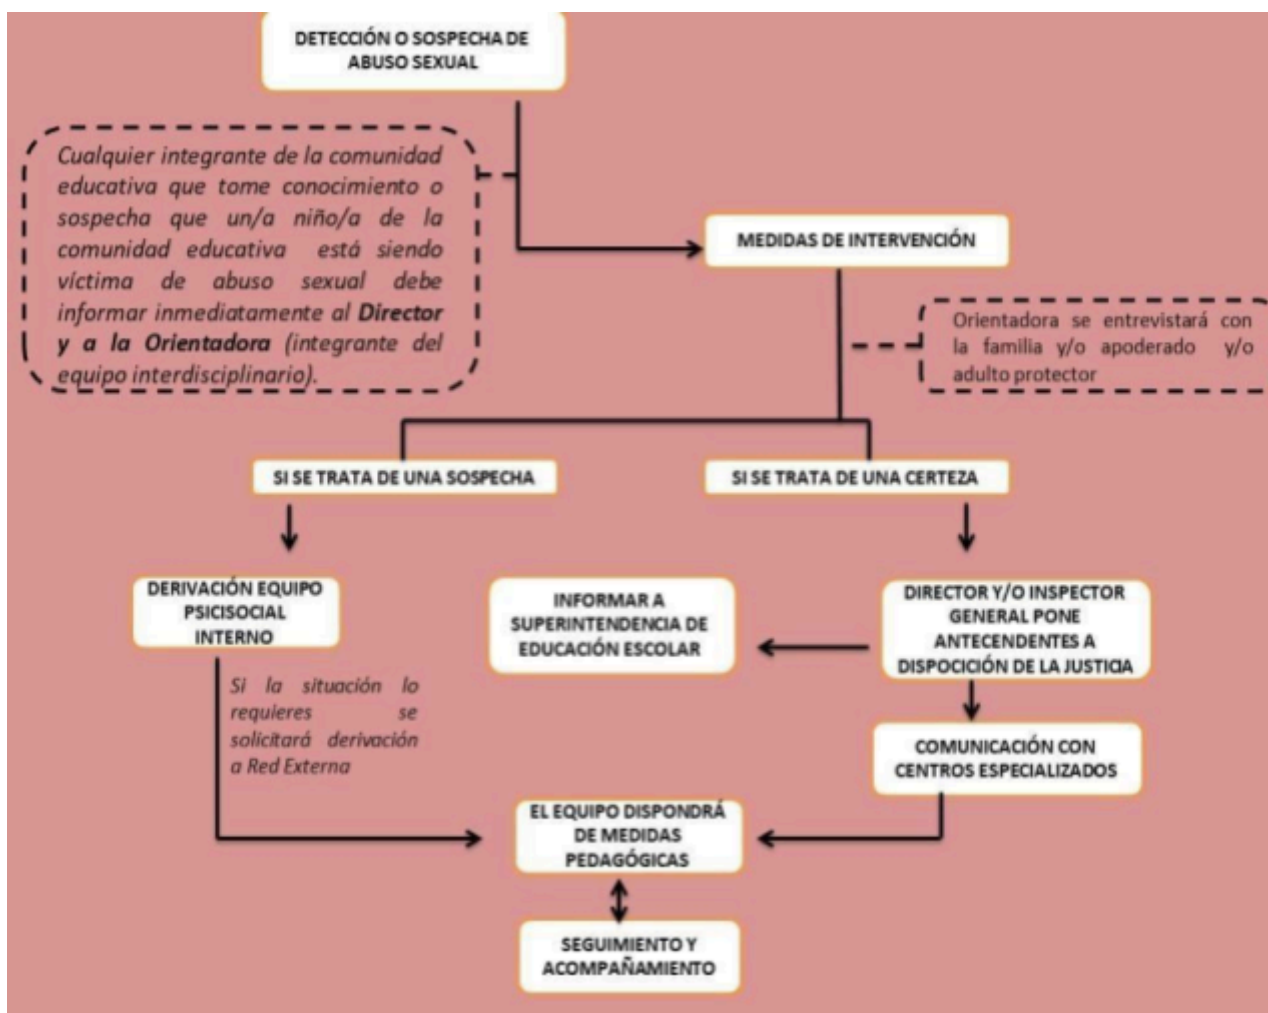 DETECCIÓN O SOSPECHA DE
ABUSO SEXUAL
Cualquier integrante de la comunidad
educativa que tome conocimiento o
sospecha que un/a niño/a de la
comunidad educativa está siendo
víctima de abuso sexual debe
informar inmediatamente al Director
y a la Orientadora (integrante del
equipo interdisciplinario).
MEDIDAS DE INTERVENCIÓN
Orientadora se entrevistará con
la familia y/o apoderado y/o
adulto protector
SI SE TRATA DE UNA SOSPECHA
SI SE TRATA DE UNA CERTEZA
DERIVACIÓN EQUIPO
PSICISOCIAL
INTERNO
INFORMAR A
SUPERINTENDENCIA DE
EDUCACIÓN ESCOLAR
DIRECTOR Y/O INSPECTOR
GENERAL PONE
ANTECEDENTES A
DISPOCICIÓN DE LA JUSTICIA
Si la situación lo
requieres se
solicitará derivación
a Red Externa
COMUNICACIÓN CON
CENTROS ESPECIALIZADOS
EL EQUIPO DISPONDRÁ
DE MEDIDAS
PEDAGÓGICAS
SEGUIMIENTO Y
ACOMPAÑAMIENTO